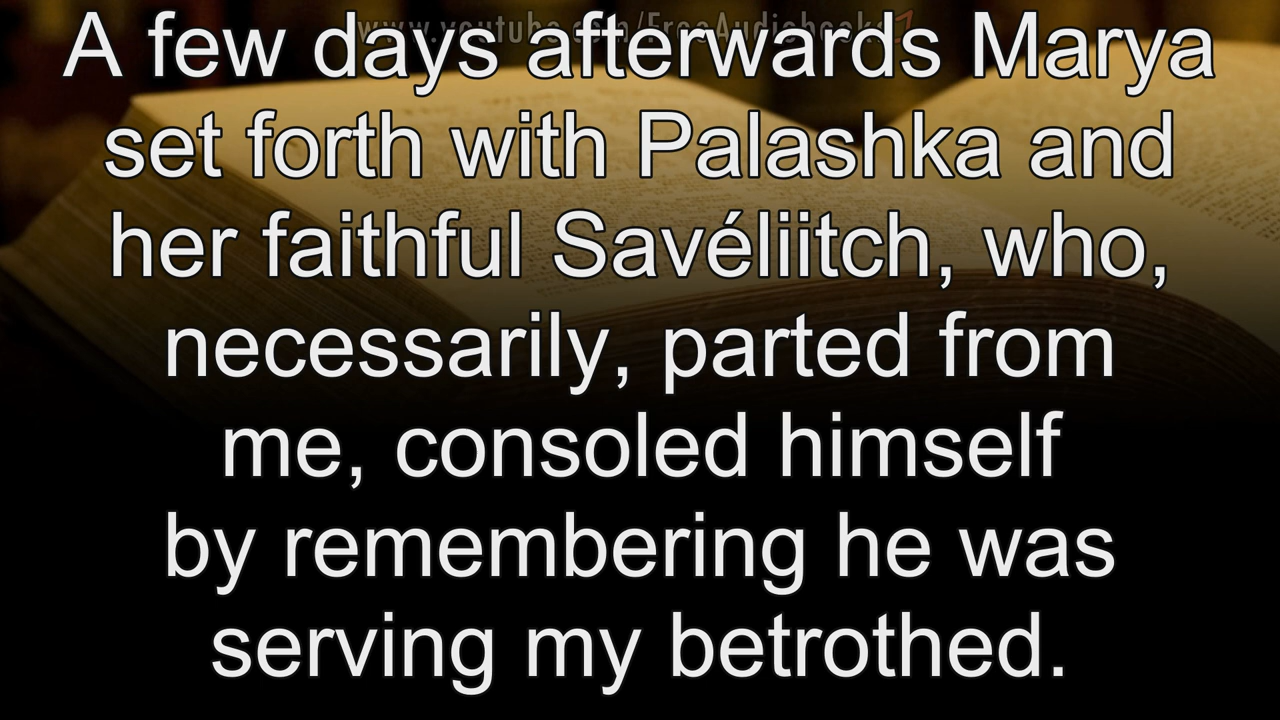 www.youtube.com/FreeAudiobooks
A few days afterwards Marya
set forth with Palashka and
her faithful Savéliitch, who,
necessarily, parted from
me, consoled himself
by remembering he was
serving my betrothed.